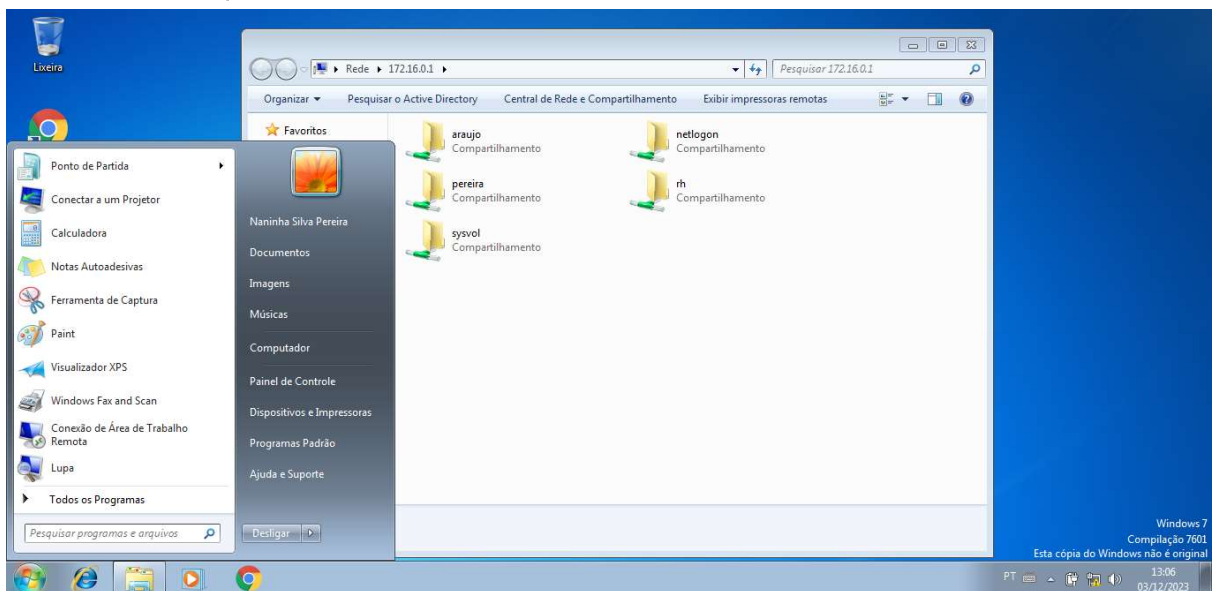 Lixeira
Rede
172.16.0.1
Pesquisar 172.16.0.1
Organizar
Pesquisar o Active Directory
Central de Rede e Compartilhamento
Exibir impressoras remotas
Favoritos
araujo
Compartilhamento
netlogon
Compartilhamento
pereira
Compartilhamento
rh
Compartilhamento
sysvol
Compartilhamento
Ponto de Partida
Conectar a um Projetor
Calculadora
Notas Autoadesivas
Ferramenta de Captura
Paint
Visualizador XPS
Windows Fax and Scan
Conexão de Área de Trabalho
Remota
Lupa
Todos os Programas
Pesquisar programas e arquivos
Naninha Silva Pereira
Documentos
Imagens
Músicas
Computador
Painel de Controle
Dispositivos e Impressoras
Programas Padrão
Ajuda e Suporte
Desligar
Windows 7
Compilação 7601
Esta cópia do Windows não é original
PT
13:06
03/12/2023